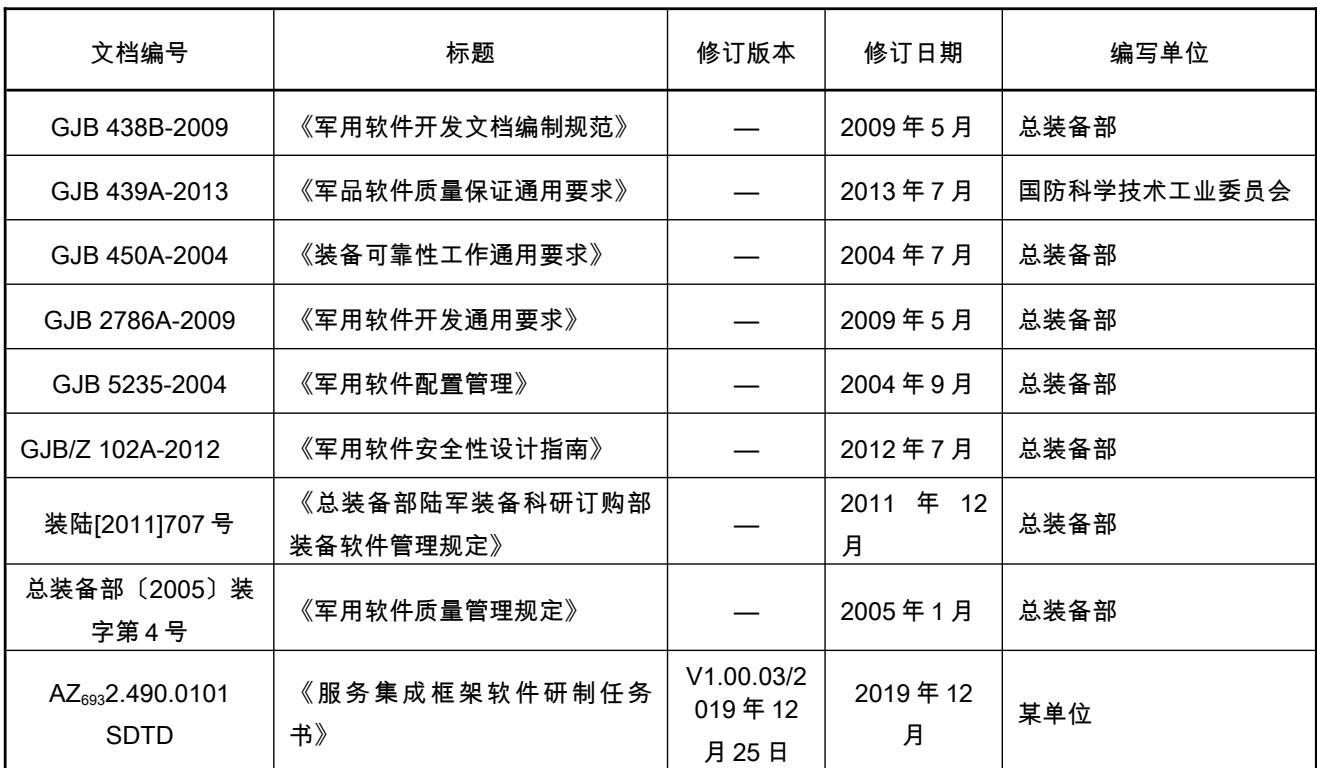 文档编号 标题 修订版本 修订日期 编写单位
GJB 438B-2009 《军用软件开发文档编制规范》 — 2009 年 5 月 总装备部
GJB 439A-2013 《军品软件质量保证通用要求》 — 2013 年 7 月 国防科学技术工业委员会
GJB 450A-2004 《装备可靠性工作通用要求》 — 2004 年 7 月 总装备部
GJB 2786A-2009 《军用软件开发通用要求》 — 2009 年 5 月 总装备部
GJB 5235-2004 《军用软件配置管理》 — 2004 年 9 月 总装备部
GJB/Z 102A-2012 《军用软件安全性设计指南》 — 2012 年 7 月 总装备部
装陆[2011]707 号
《总装备部陆军装备科研订购部
装备软件管理规定》
—
2011 年 12
月
总装备部
总装备部〔2005〕装
字第 4 号
《军用软件质量管理规定》 — 2005 年 1 月 总装备部
AZ6932.490.0101
SDTD
《服务集成框架软件研制任务
书》
V1.00.03/2
019 年 12
月 25 日
2019 年 12
月
某单位